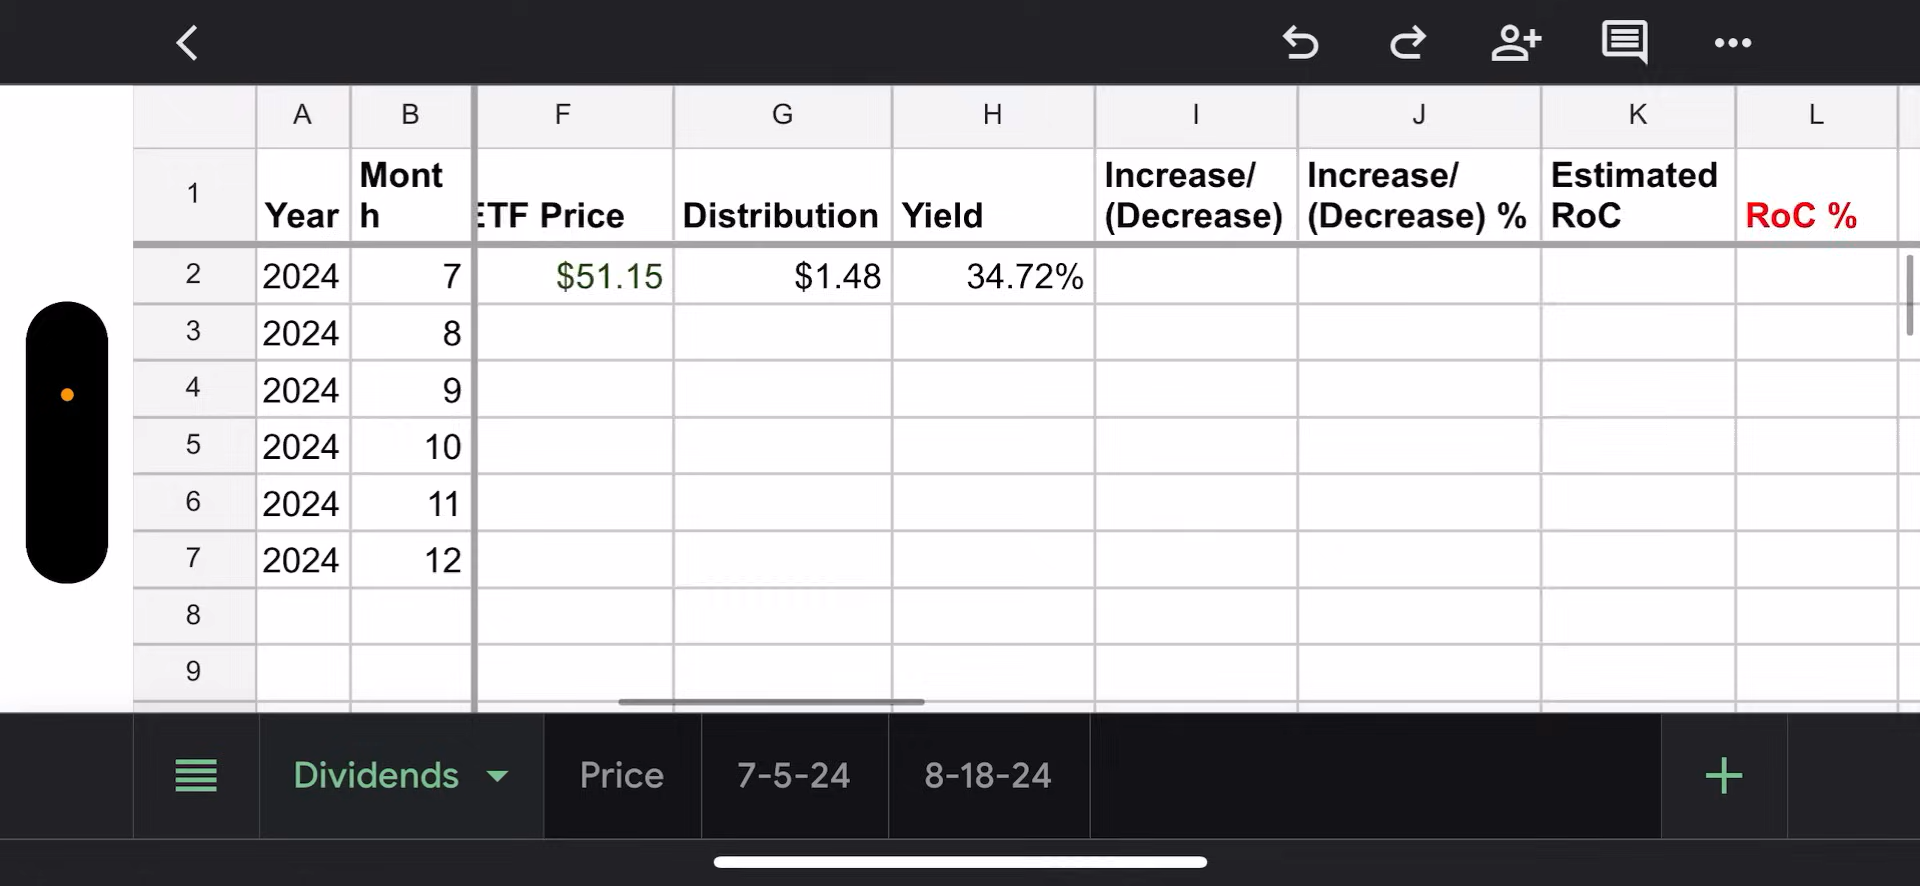 A B F G H I J K L
1 Year Mont
h ETF Price Distribution Yield Increase/
(Decrease) Increase/
(Decrease) % Estimated
RoC RoC %
2 2024 7 $51.15 $1.48 34.72%
3 2024 8
4 2024 9
5 2024 10
6 2024 11
7 2024 12
8
9
Dividends Price 7-5-24 8-18-24